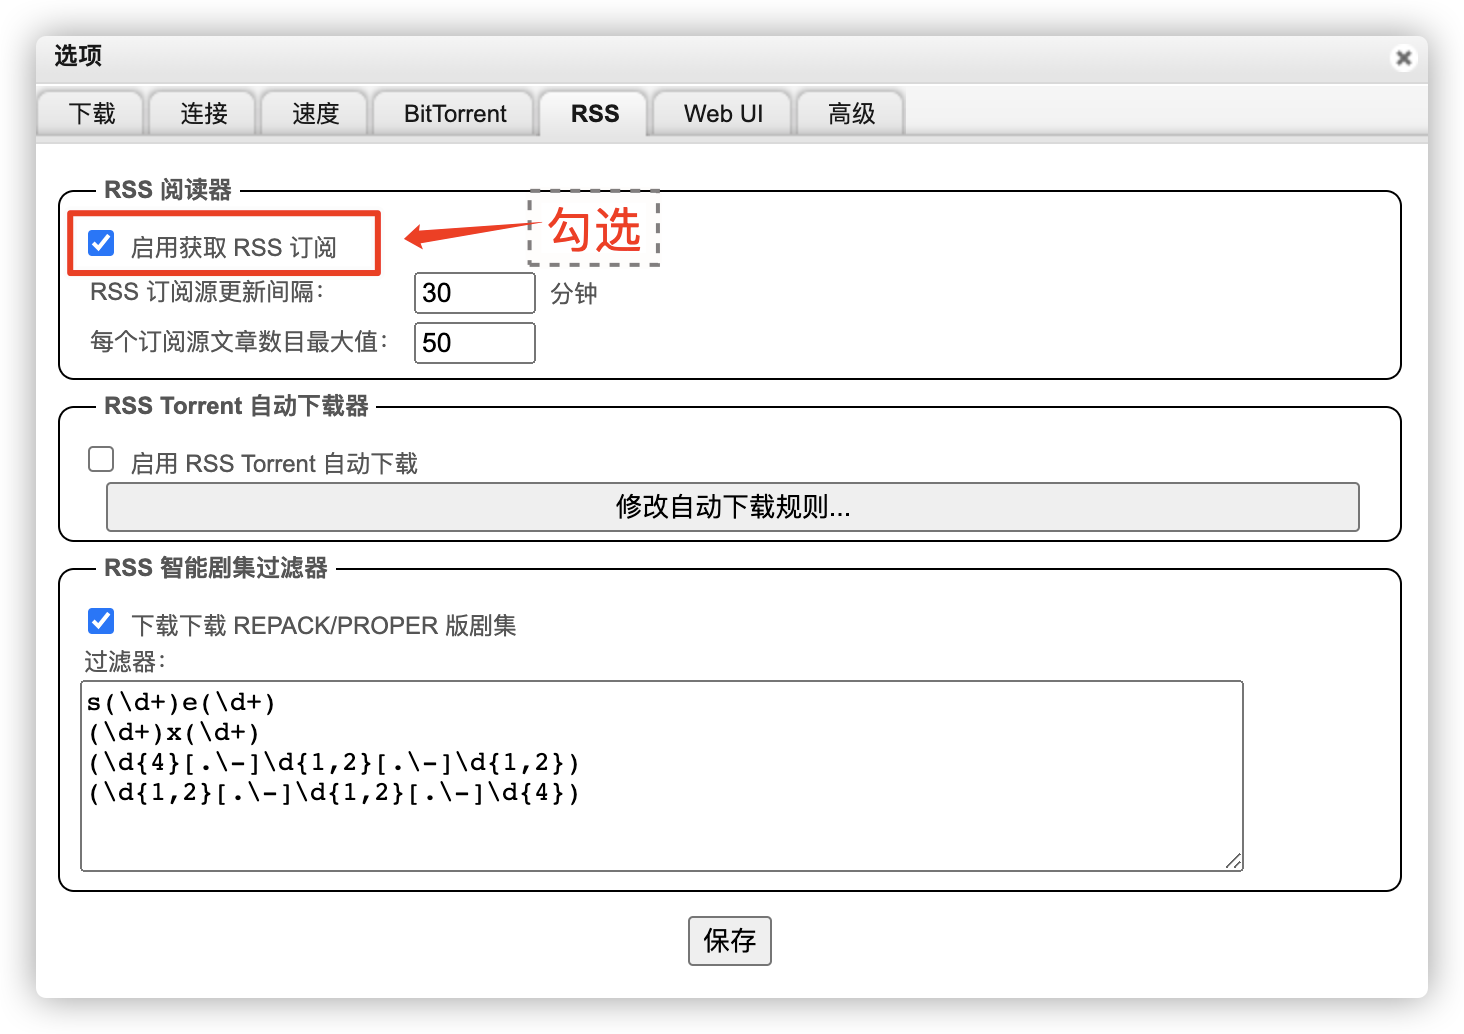 选项
下载 连接 速度 BitTorrent RSS Web UI 高级
RSS 阅读器
启用获取 RSS 订阅
勾选
RSS 订阅源更新间隔： 30 分钟
每个订阅源文章数目最大值： 50
RSS Torrent 自动下载器
启用 RSS Torrent 自动下载
修改自动下载规则...
RSS 智能剧集过滤器
下载下载 REPACK/PROPER 版剧集
过滤器：
s(\d+)e(\d+)
(\d+)x(\d+)
(\d{4}[.\-]\d{1,2}[.\-]\d{1,2})
(\d{1,2}[.\-]\d{1,2}[.\-]\d{4})
保存